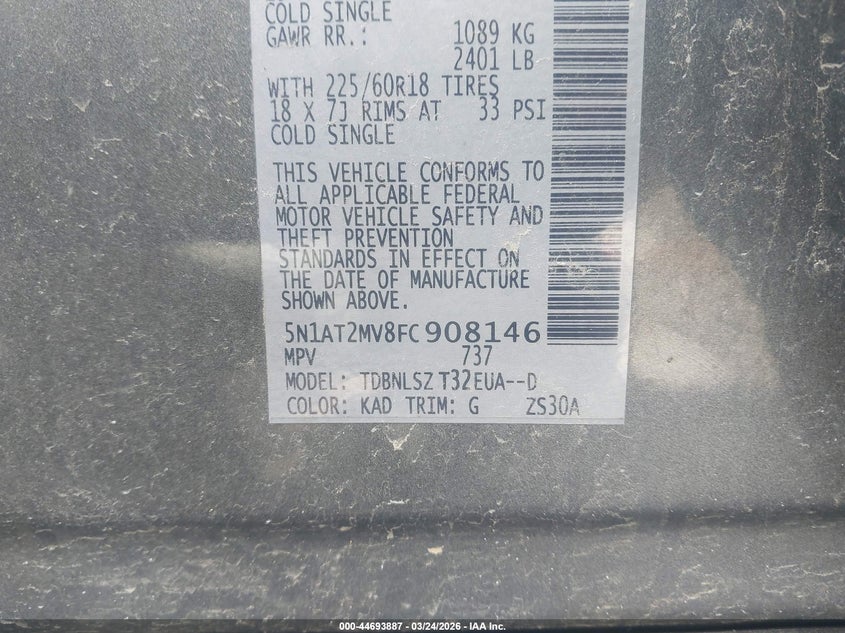 COLD SINGLE
GAWR RR.: 1089 KG
2401 LB
WITH 225/60R18 TIRES
18 X 7J RIMS AT 33 PSI
COLD SINGLE
THIS VEHICLE CONFORMS TO
ALL APPLICABLE FEDERAL
MOTOR VEHICLE SAFETY AND
THEFT PREVENTION
STANDARDS IN EFFECT ON
THE DATE OF MANUFACTURE
SHOWN ABOVE.
5N1AT2MV8FC908146
MPV 737
MODEL: TDBNLSZ T32EUA--D
COLOR: KAD TRIM: G ZS30A
000-44693887 - 03/24/2026 - IAA Inc.